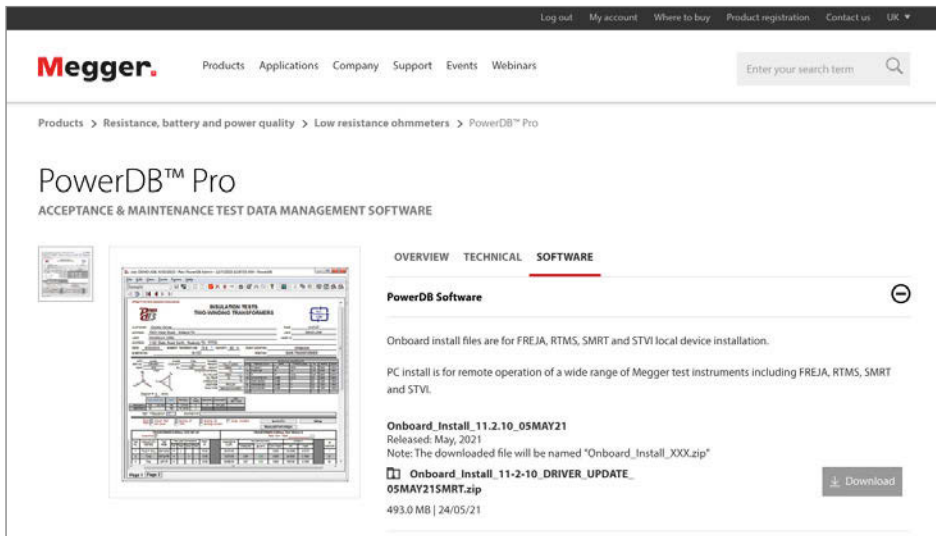 Log out My account Where to buy Product registration Contact us UK
Megger.
Products Applications Company Support Events Webinars
Enter your search term
Products > Resistance, battery and power quality > Low resistance ohmmeters > PowerDB™ Pro
PowerDB™ Pro
ACCEPTANCE & MAINTENANCE TEST DATA MANAGEMENT SOFTWARE
OVERVIEW TECHNICAL SOFTWARE
PowerDB Software
INSULATION TESTS
TWO-WINDING TRANSFORMERS
Page 1 Page 2
Onboard install files are for FREJA, RTMS, SMRT and STVI local device installation.
PC install is for remote operation of a wide range of Megger test instruments including FREJA, RTMS, SMRT
and STVI.
Onboard_Install_11.2.10_05MAY21
Released: May, 2021
Note: The downloaded file will be named "Onboard_Install_XXX.zip"
Onboard_Install_11-2-10_DRIVER_UPDATE_
05MAY21SMRT.zip
Download
493.0 MB | 24/05/21